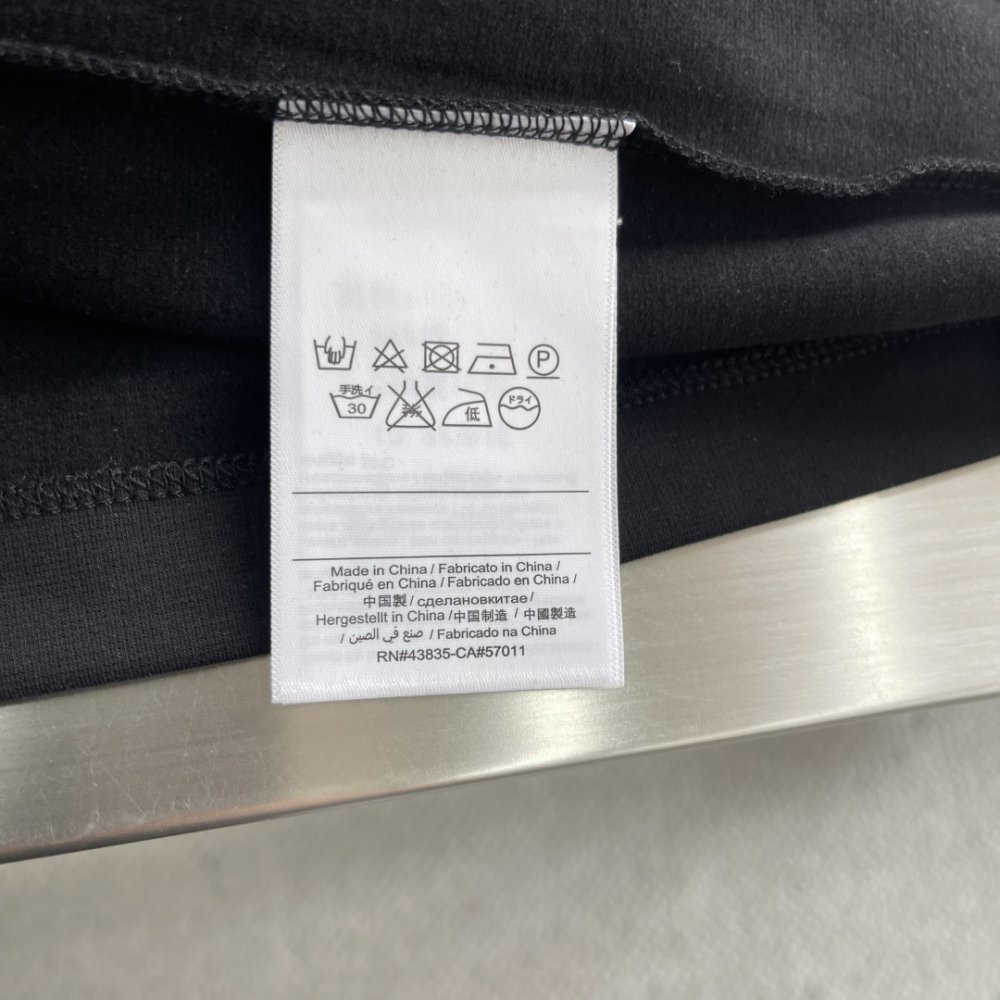 P
手洗イ
30
低
ドライ
Made in China / Fabricato in China /
Fabriqué en China / Fabricado en China /
中国製 / сделановкитае /
Hergestellt in China /中国制造 / 中國製造
/ صنع في الصين / Fabricado na China
RN#43835-CA#57011